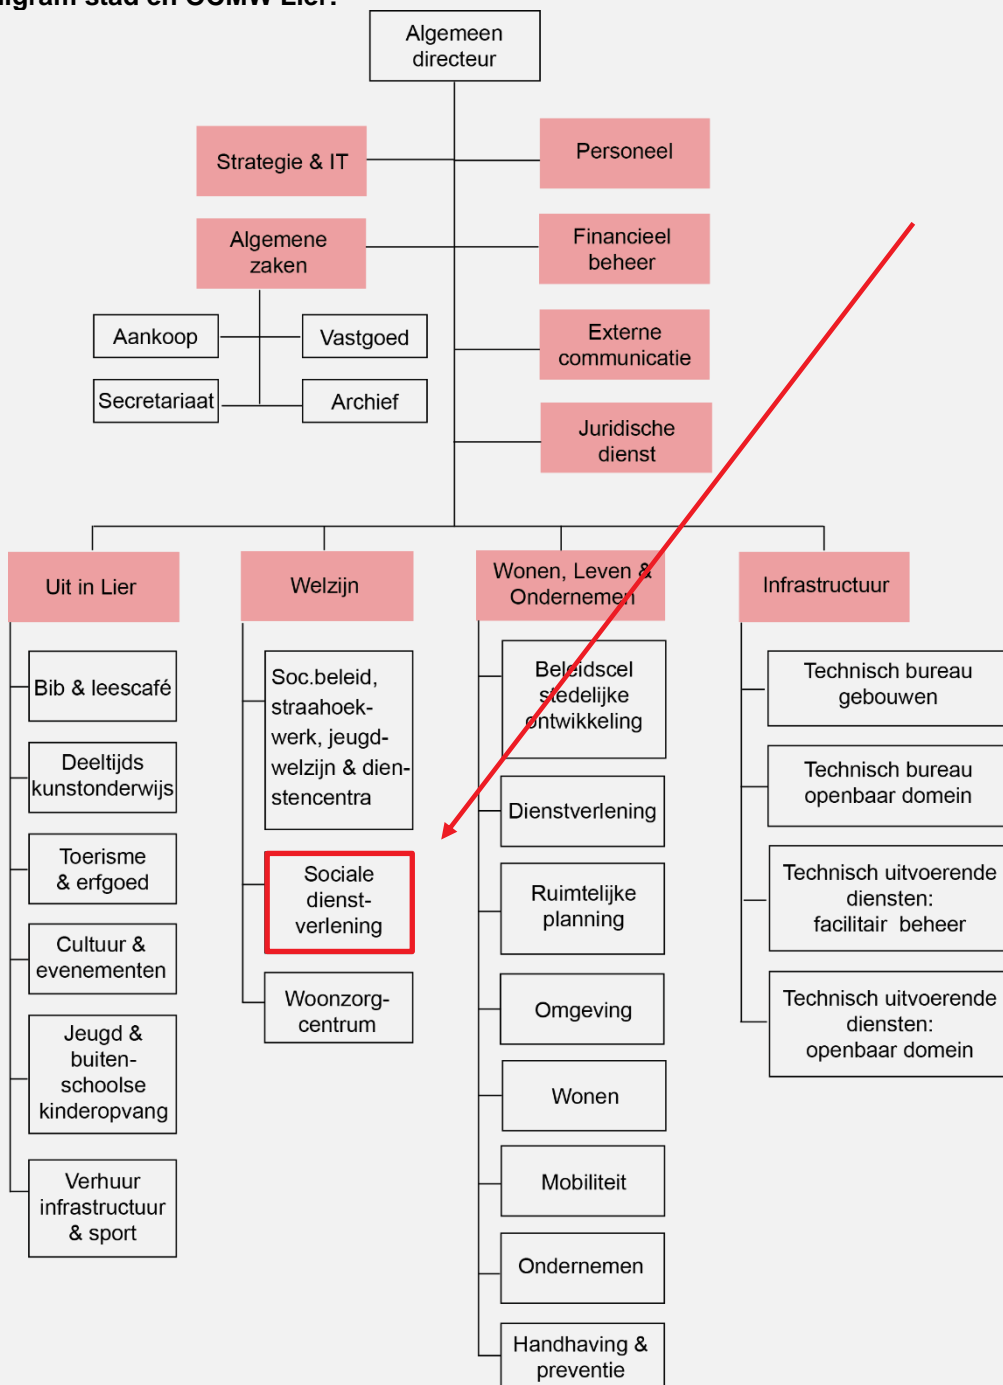 stad en OCMW Lier:
Algemeen
directeur
Strategie & IT
Personeel
Algemene
zaken
Financieel
beheer
Aankoop
Vastgoed
Externe
communicatie
Secretariaat
Archief
Juridische
dienst
Uit in Lier
Welzijn
Wonen, Leven &
Ondernemen
Infrastructuur
Bib & leescafé
Deeltijds
kunstonderwijs
Toerisme
& erfgoed
Cultuur &
evenementen
Jeugd &
buiten-
schoolse
kinderopvang
Verhuur
infrastructuur
& sport
Soc.beleid,
straahoek-
werk, jeugd-
welzijn & dien-
stencentra
Sociale
dienst-
verlening
Woonzorg-
centrum
Beleidscel
stedelijke
ontwikkeling
Dienstverlening
Ruimtelijke
planning
Omgeving
Wonen
Mobiliteit
Ondernemen
Handhaving &
preventie
Technisch bureau
gebouwen
Technisch bureau
openbaar domein
Technisch uitvoerende
diensten:
facilitair beheer
Technisch uitvoerende
diensten:
openbaar domein